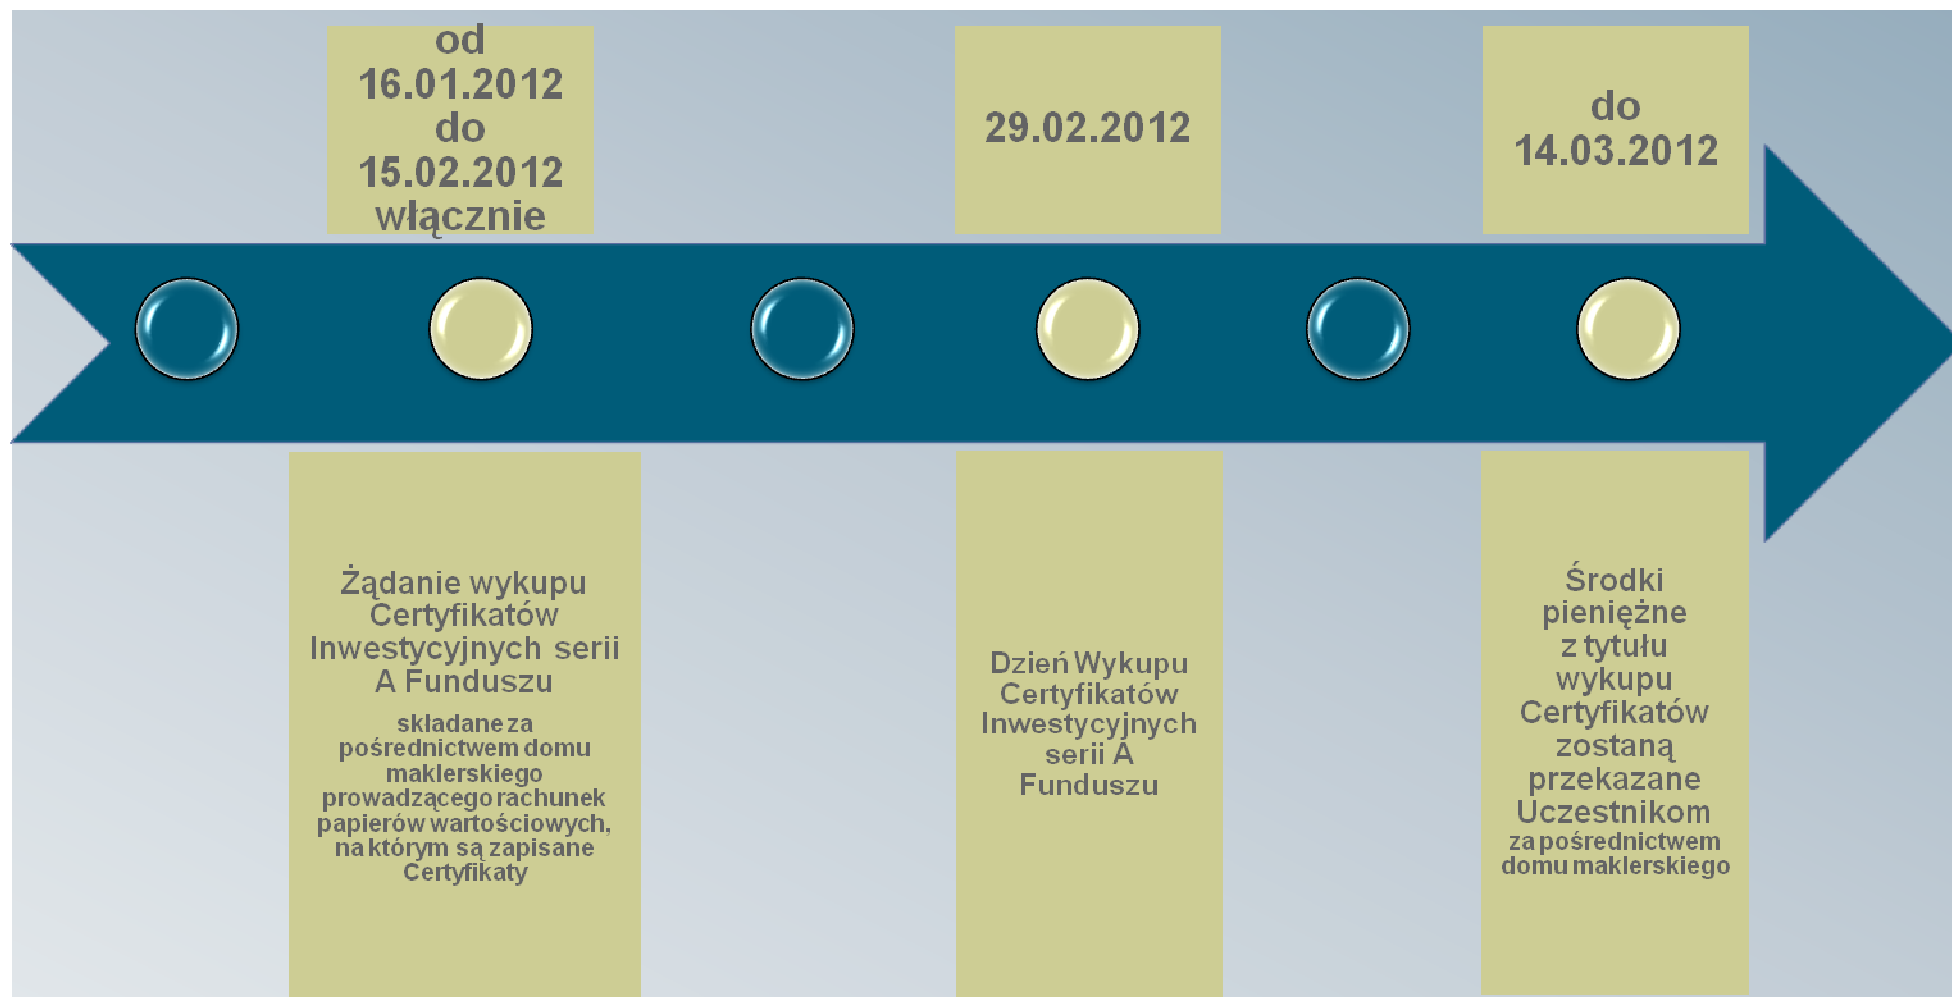 od
16.01.2012
do
15.02.2012
włącznie
29.02.2012
do
14.03.2012
Żądanie wykupu
Certyfikatów
Inwestycyjnych serii
A Funduszu
składane za
pośrednictwem domu
maklerskiego
prowadzącego rachunek
papierów wartościowych,
na którym są zapisane
Certyfikaty
Dzień Wykupu
Certyfikatów
Inwestycyjnych
serii A
Funduszu
Środki
pieniężne
z tytułu
wykupu
Certyfikatów
zostaną
przekazane
Uczestnikom
za pośrednictwem
domu maklerskiego